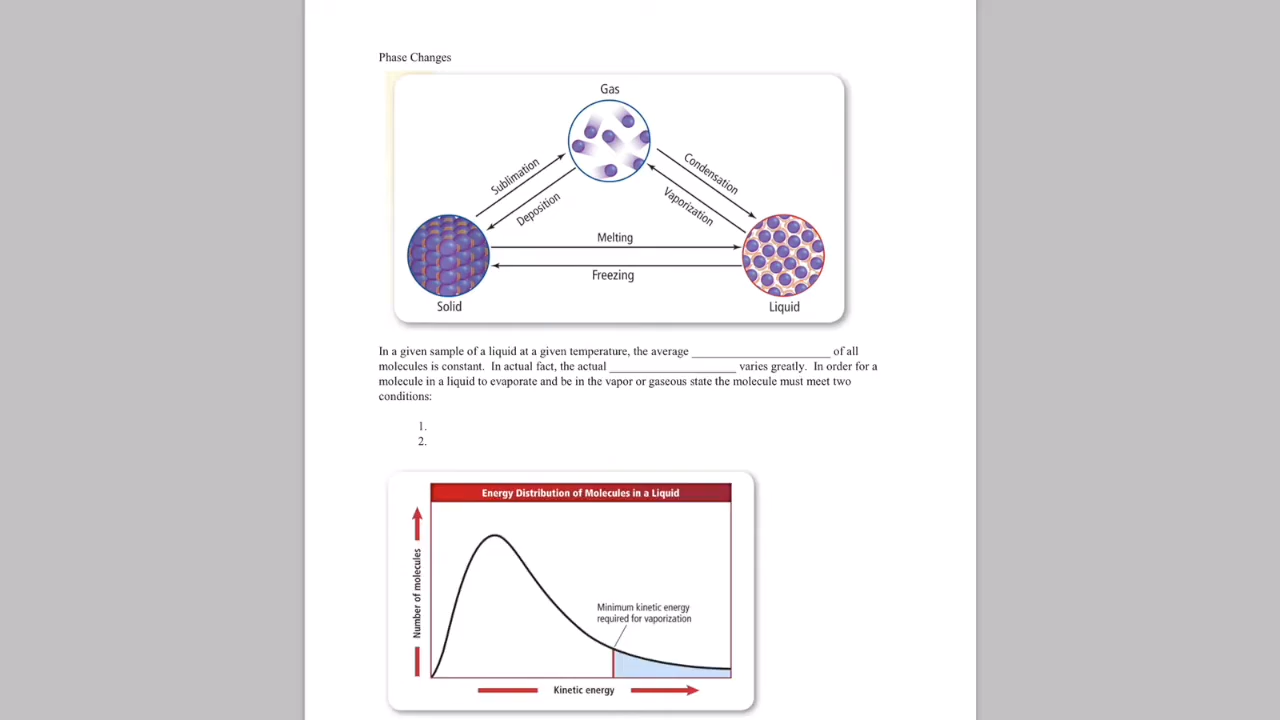 Phase Changes
Gas
Sublimation
Condensation
Deposition
Vaporization
Melting
Freezing
Solid
Liquid
In a given sample of a liquid at a given temperature, the average _______________________ of all
molecules is constant. In actual fact, the actual _____________________ varies greatly. In order for a
molecule in a liquid to evaporate and be in the vapor or gaseous state the molecule must meet two
conditions:
1.
2.
Energy Distribution of Molecules in a Liquid
Number of molecules
Minimum kinetic energy
required for vaporization
Kinetic energy